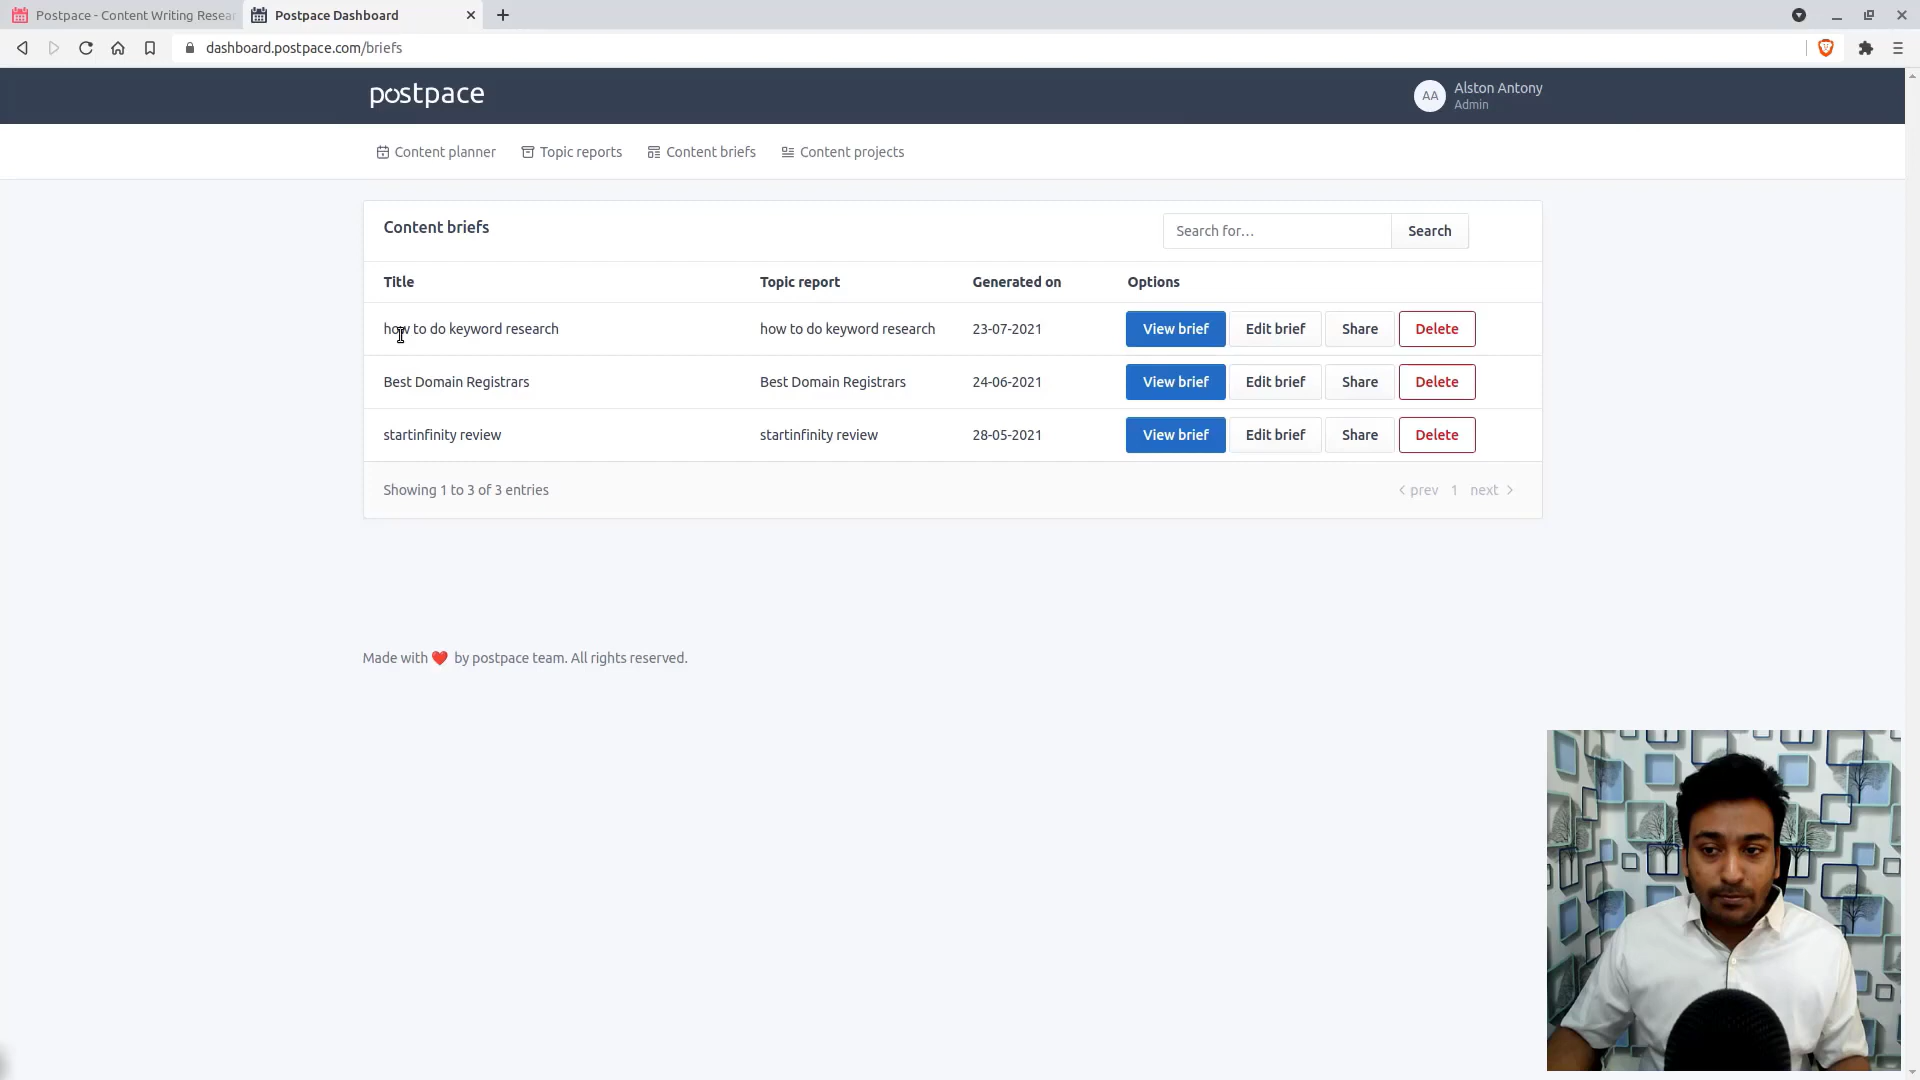 Postpace - Content Writing Resear
Postpace Dashboard
dashboard.postpace.com/briefs
postpace
AA
Alston Antony
Admin
Content planner
Topic reports
Content briefs
Content projects
Content briefs
Search for...
Search
Title Topic report Generated on Options
how to do keyword research how to do keyword research 23-07-2021 View brief Edit brief Share Delete
Best Domain Registrars Best Domain Registrars 24-06-2021 View brief Edit brief Share Delete
startinfinity review startinfinity review 28-05-2021 View brief Edit brief Share Delete
Showing 1 to 3 of 3 entries
prev 1 next
Made with ❤️ by postpace team. All rights reserved.